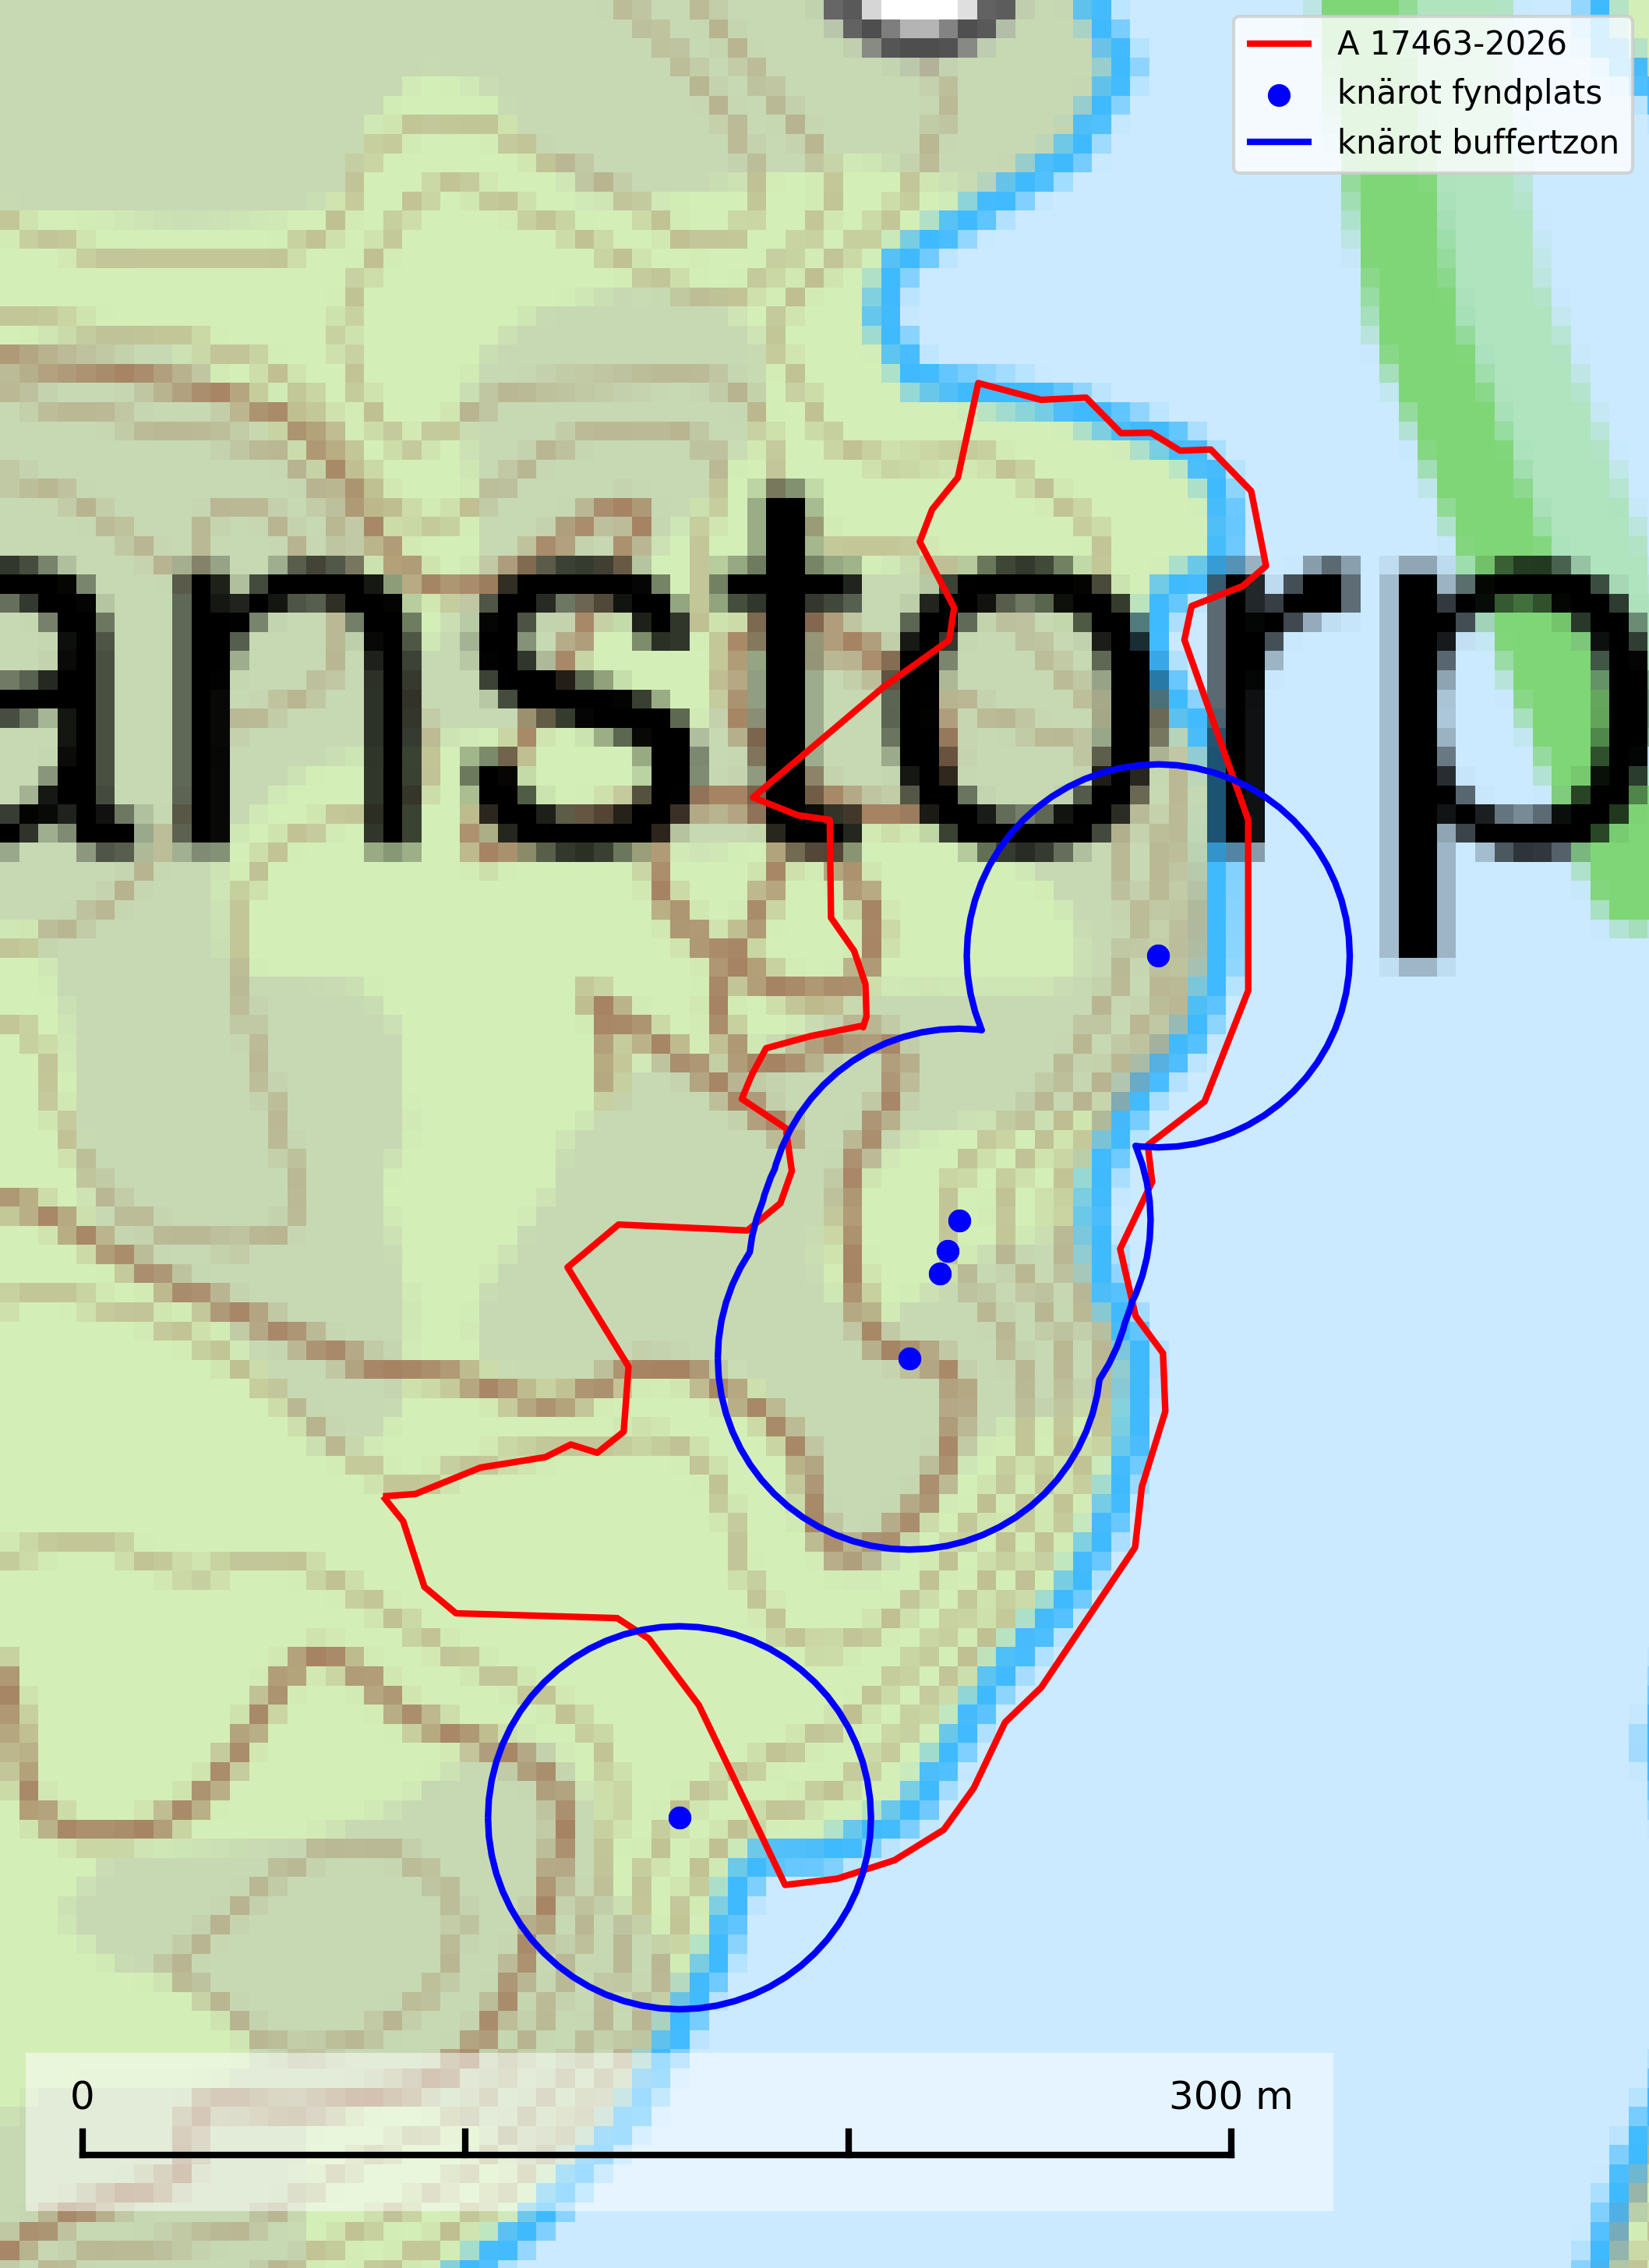 A 17463-2026
knärot fyndplats
knärot buffertzon
anstorp
0
300 m